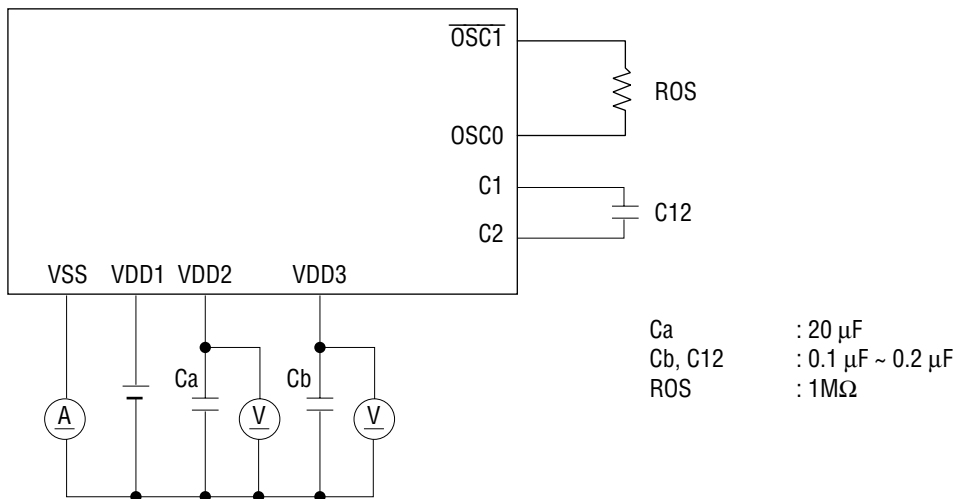 OSC1
ROS
OSC0
C1
C12
C2
VSS VDD1 VDD2 VDD3
Ca : 20 μF
Cb, C12 : 0.1 μF ~ 0.2 μF
ROS : 1MΩ
Ca Cb
A V V